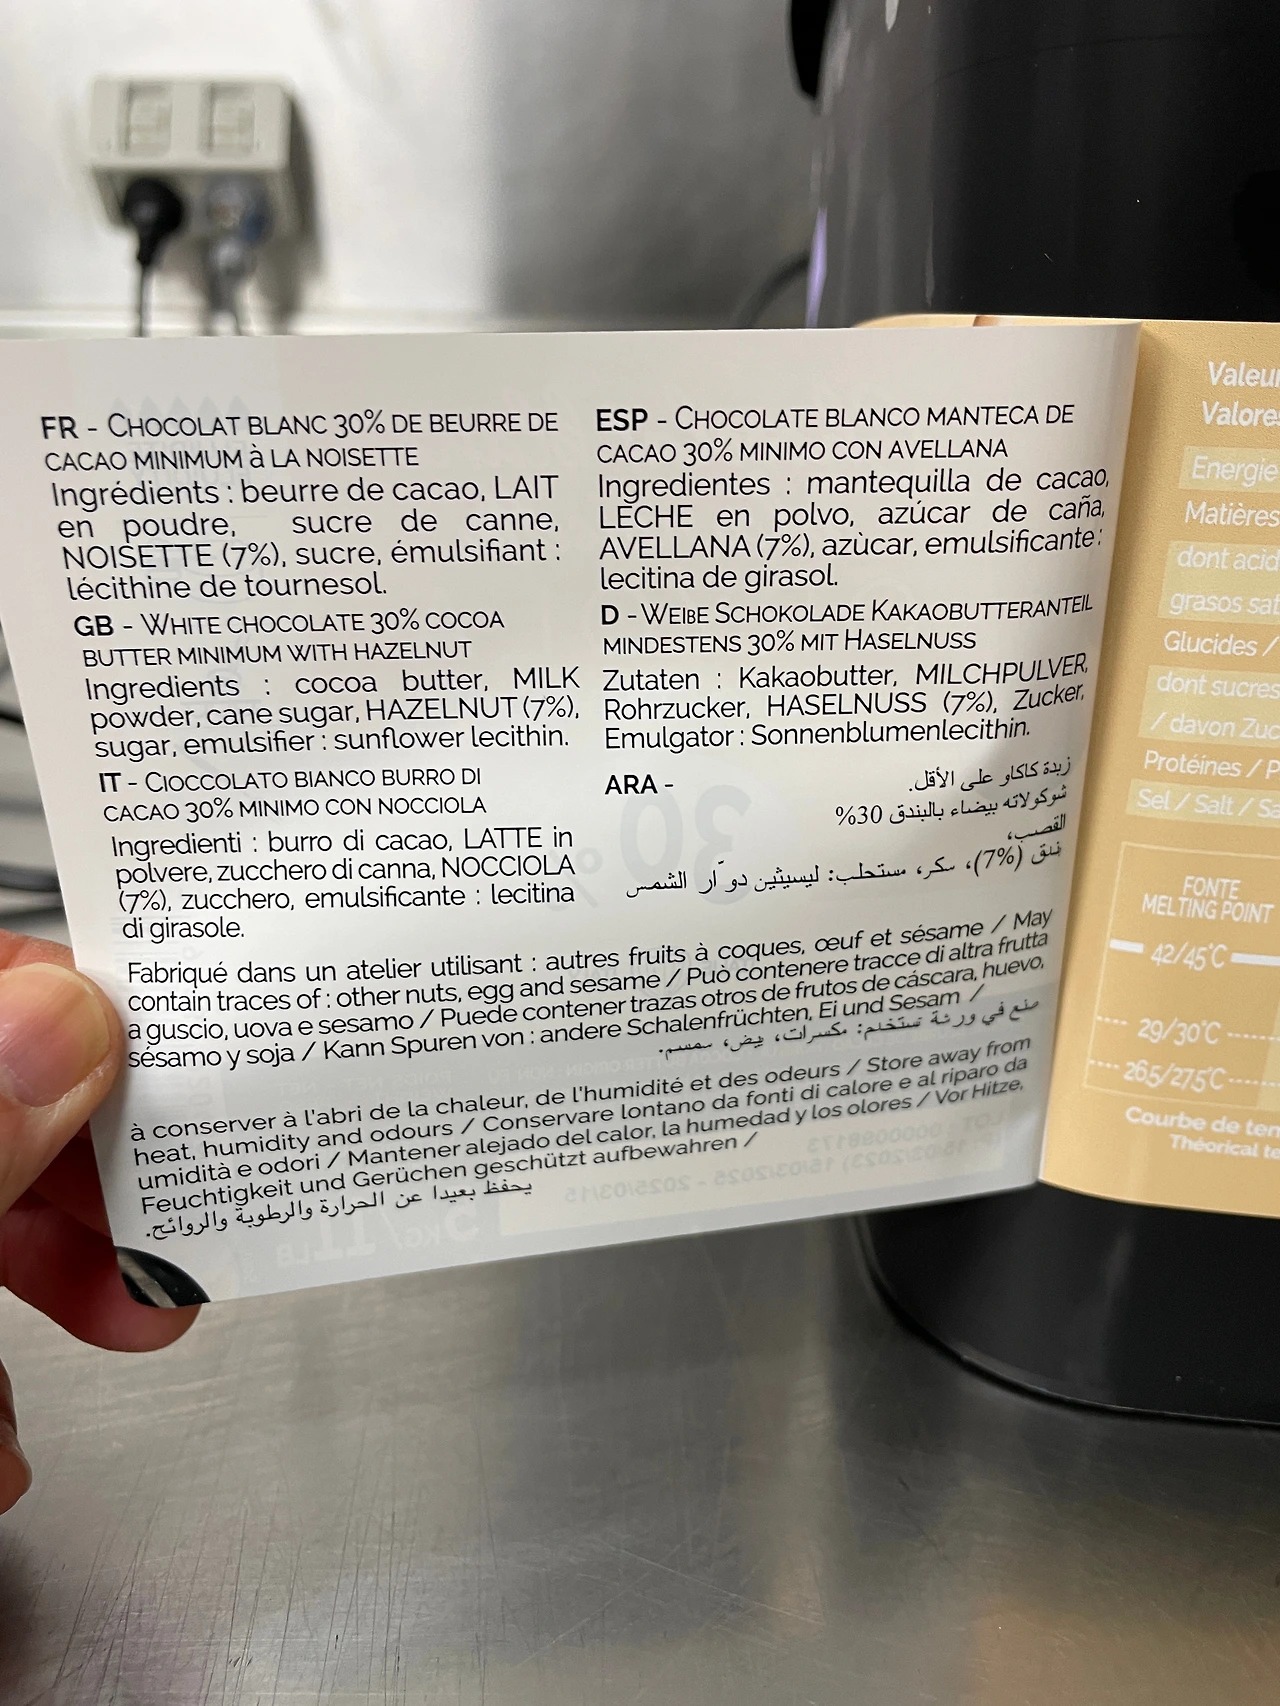 FR - CHOCOLAT BLANC 30% DE BEURRE DE
CACAO MINIMUM à LA NOISETTE
Ingrédients : beurre de cacao, LAIT
en poudre, sucre de canne,
NOISETTE (7%), sucre, émulsifiant :
lécithine de tournesol.
GB - WHITE CHOCOLATE 30% COCOA
BUTTER MINIMUM WITH HAZELNUT
Ingredients : cocoa butter, MILK
powder, cane sugar, HAZELNUT (7%),
sugar, emulsifier : sunflower lecithin.
IT - CIOCCOLATO BIANCO BURRO DI
CACAO 30% MINIMO CON NOCCIOLA
Ingredienti : burro di cacao, LATTE in
polvere, zucchero di canna, NOCCIOLA
(7%), zucchero, emulsificante : lecitina
di girasole.
ESP - CHOCOLATE BLANCO MANTECA DE
CACAO 30% MINIMO CON AVELLANA
Ingredientes : mantequilla de cacao,
LECHE en polvo, azúcar de caña,
AVELLANA (7%), azùcar, emulsificante :
lecitina de girasol.
D - WEIBE SCHOKOLADE KAKAOBUTTERANTEIL
MINDESTENS 30% MIT HASELNUSS
Zutaten : Kakaobutter, MILCHPULVER,
Rohrzucker, HASELNUSS (7%), Zucker,
Emulgator : Sonnenblumenlecithin.
ARA - زبدة كاكاو على الأقل.
شوكولاته بيضاء بالبندق 30%
القصب،
(7%)، سكر، مستحلب: ليسيثين دوّار الشمس
Fabriqué dans un atelier utilisant : autres fruits à coques, œuf et sésame / May
contain traces of : other nuts, egg and sesame / Può contenere tracce di altra frutta
a guscio, uova e sesamo / Puede contener trazas otros de frutos de cáscara, huevo,
sésamo y soja / Kann Spuren von : andere Schalenfrüchten, Ei und Sesam /
صنع في ورشة تستخدم: مكسرات، بيض، سمسم.
à conserver à l'abri de la chaleur, de l'humidité et des odeurs / Store away from
heat, humidity and odours / Conservare lontano da fonti di calore e al riparo da
umidità e odori / Mantener alejado del calor, la humedad y los olores / Vor Hitze,
Feuchtigkeit und Gerüchen geschützt aufbewahren /
يحفظ بعيدا عن الحرارة والرطوبة والروائح.
Valeu
Valores
Energie
Matières
dont acid
grasos sat
Glucides /
dont sucres
/ davon Zuc
Protéines / P
Sel / Salt / Sa
FONTE
MELTING POINT
42/45°C
29/30°C
26.5/27.5°C
Courbe de tem
Théorical te